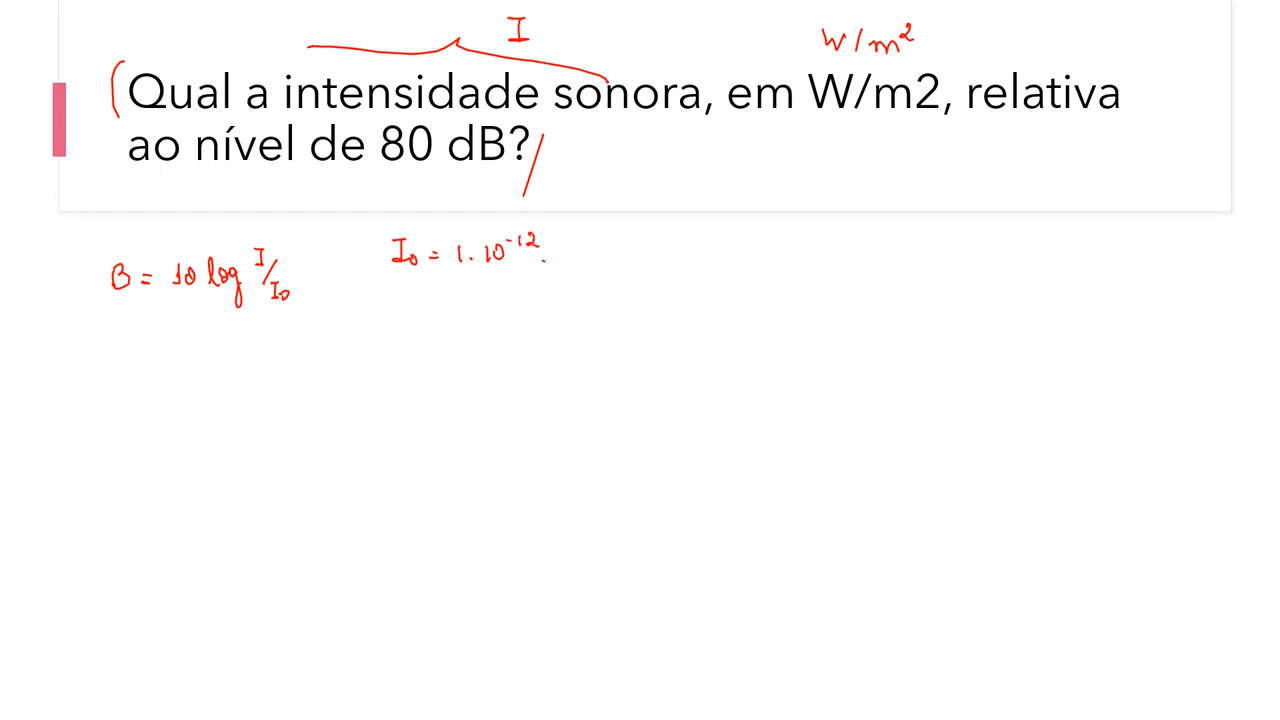 I W/m²
(Qual a intensidade sonora, em W/m2, relativa
ao nível de 80 dB?/
B = 10 log I/I₀
I₀ = 1.10⁻¹².